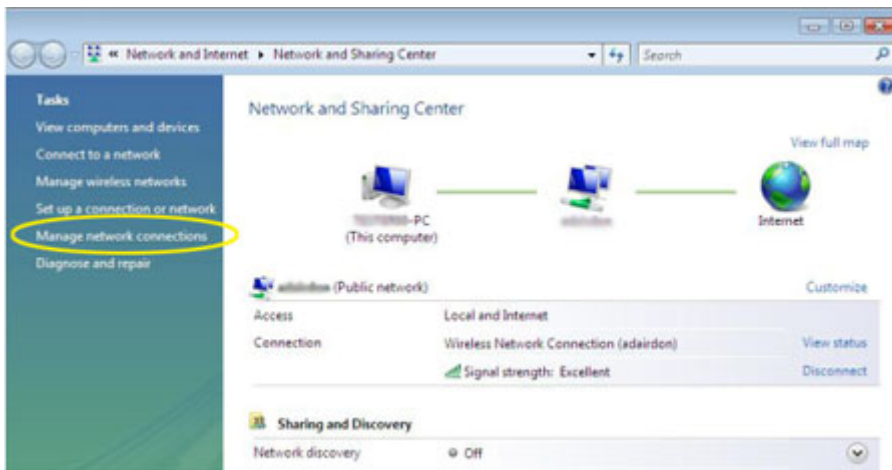 « Network and Internet ▸ Network and Sharing Center
Search
Tasks
View computers and devices
Connect to a network
Manage wireless networks
Set up a connection or network
Manage network connections
Diagnose and repair
Network and Sharing Center
View full map
-PC
(This computer)
Internet
(Public network)
Customize
Access Local and Internet
Connection Wireless Network Connection (adairdon) View status
Signal strength: Excellent Disconnect
Sharing and Discovery
Network discovery Off